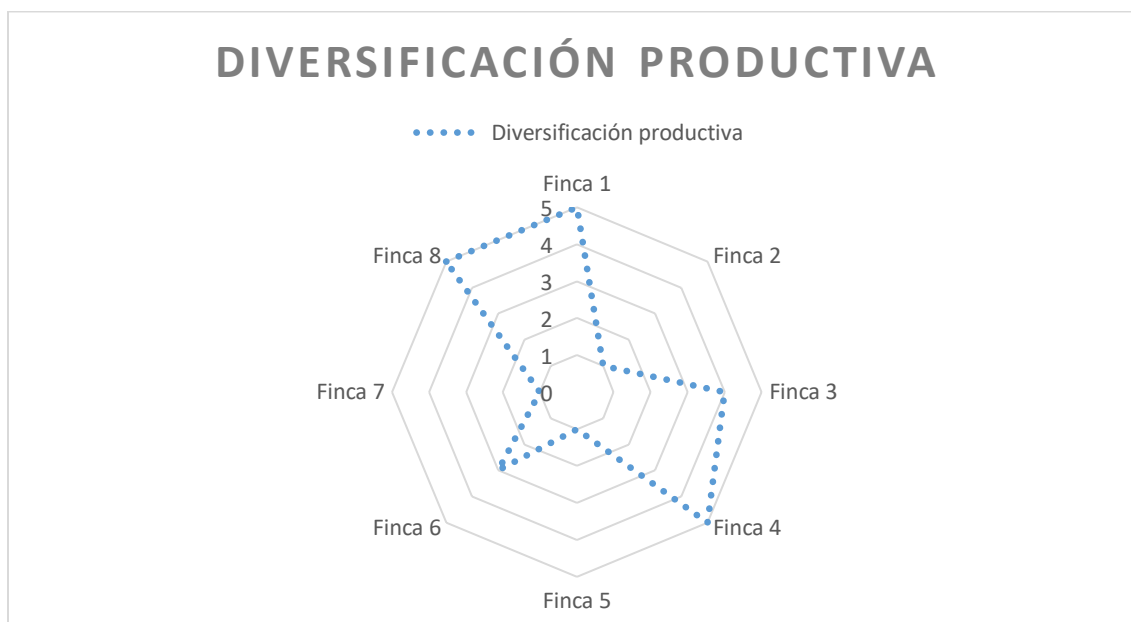 DIVERSIFICACIÓN PRODUCTIVA
Diversificación productiva
Finca 1
5
Finca 8
Finca 2
4
3
2
1
Finca 7
0
Finca 3
Finca 6
Finca 4
Finca 5